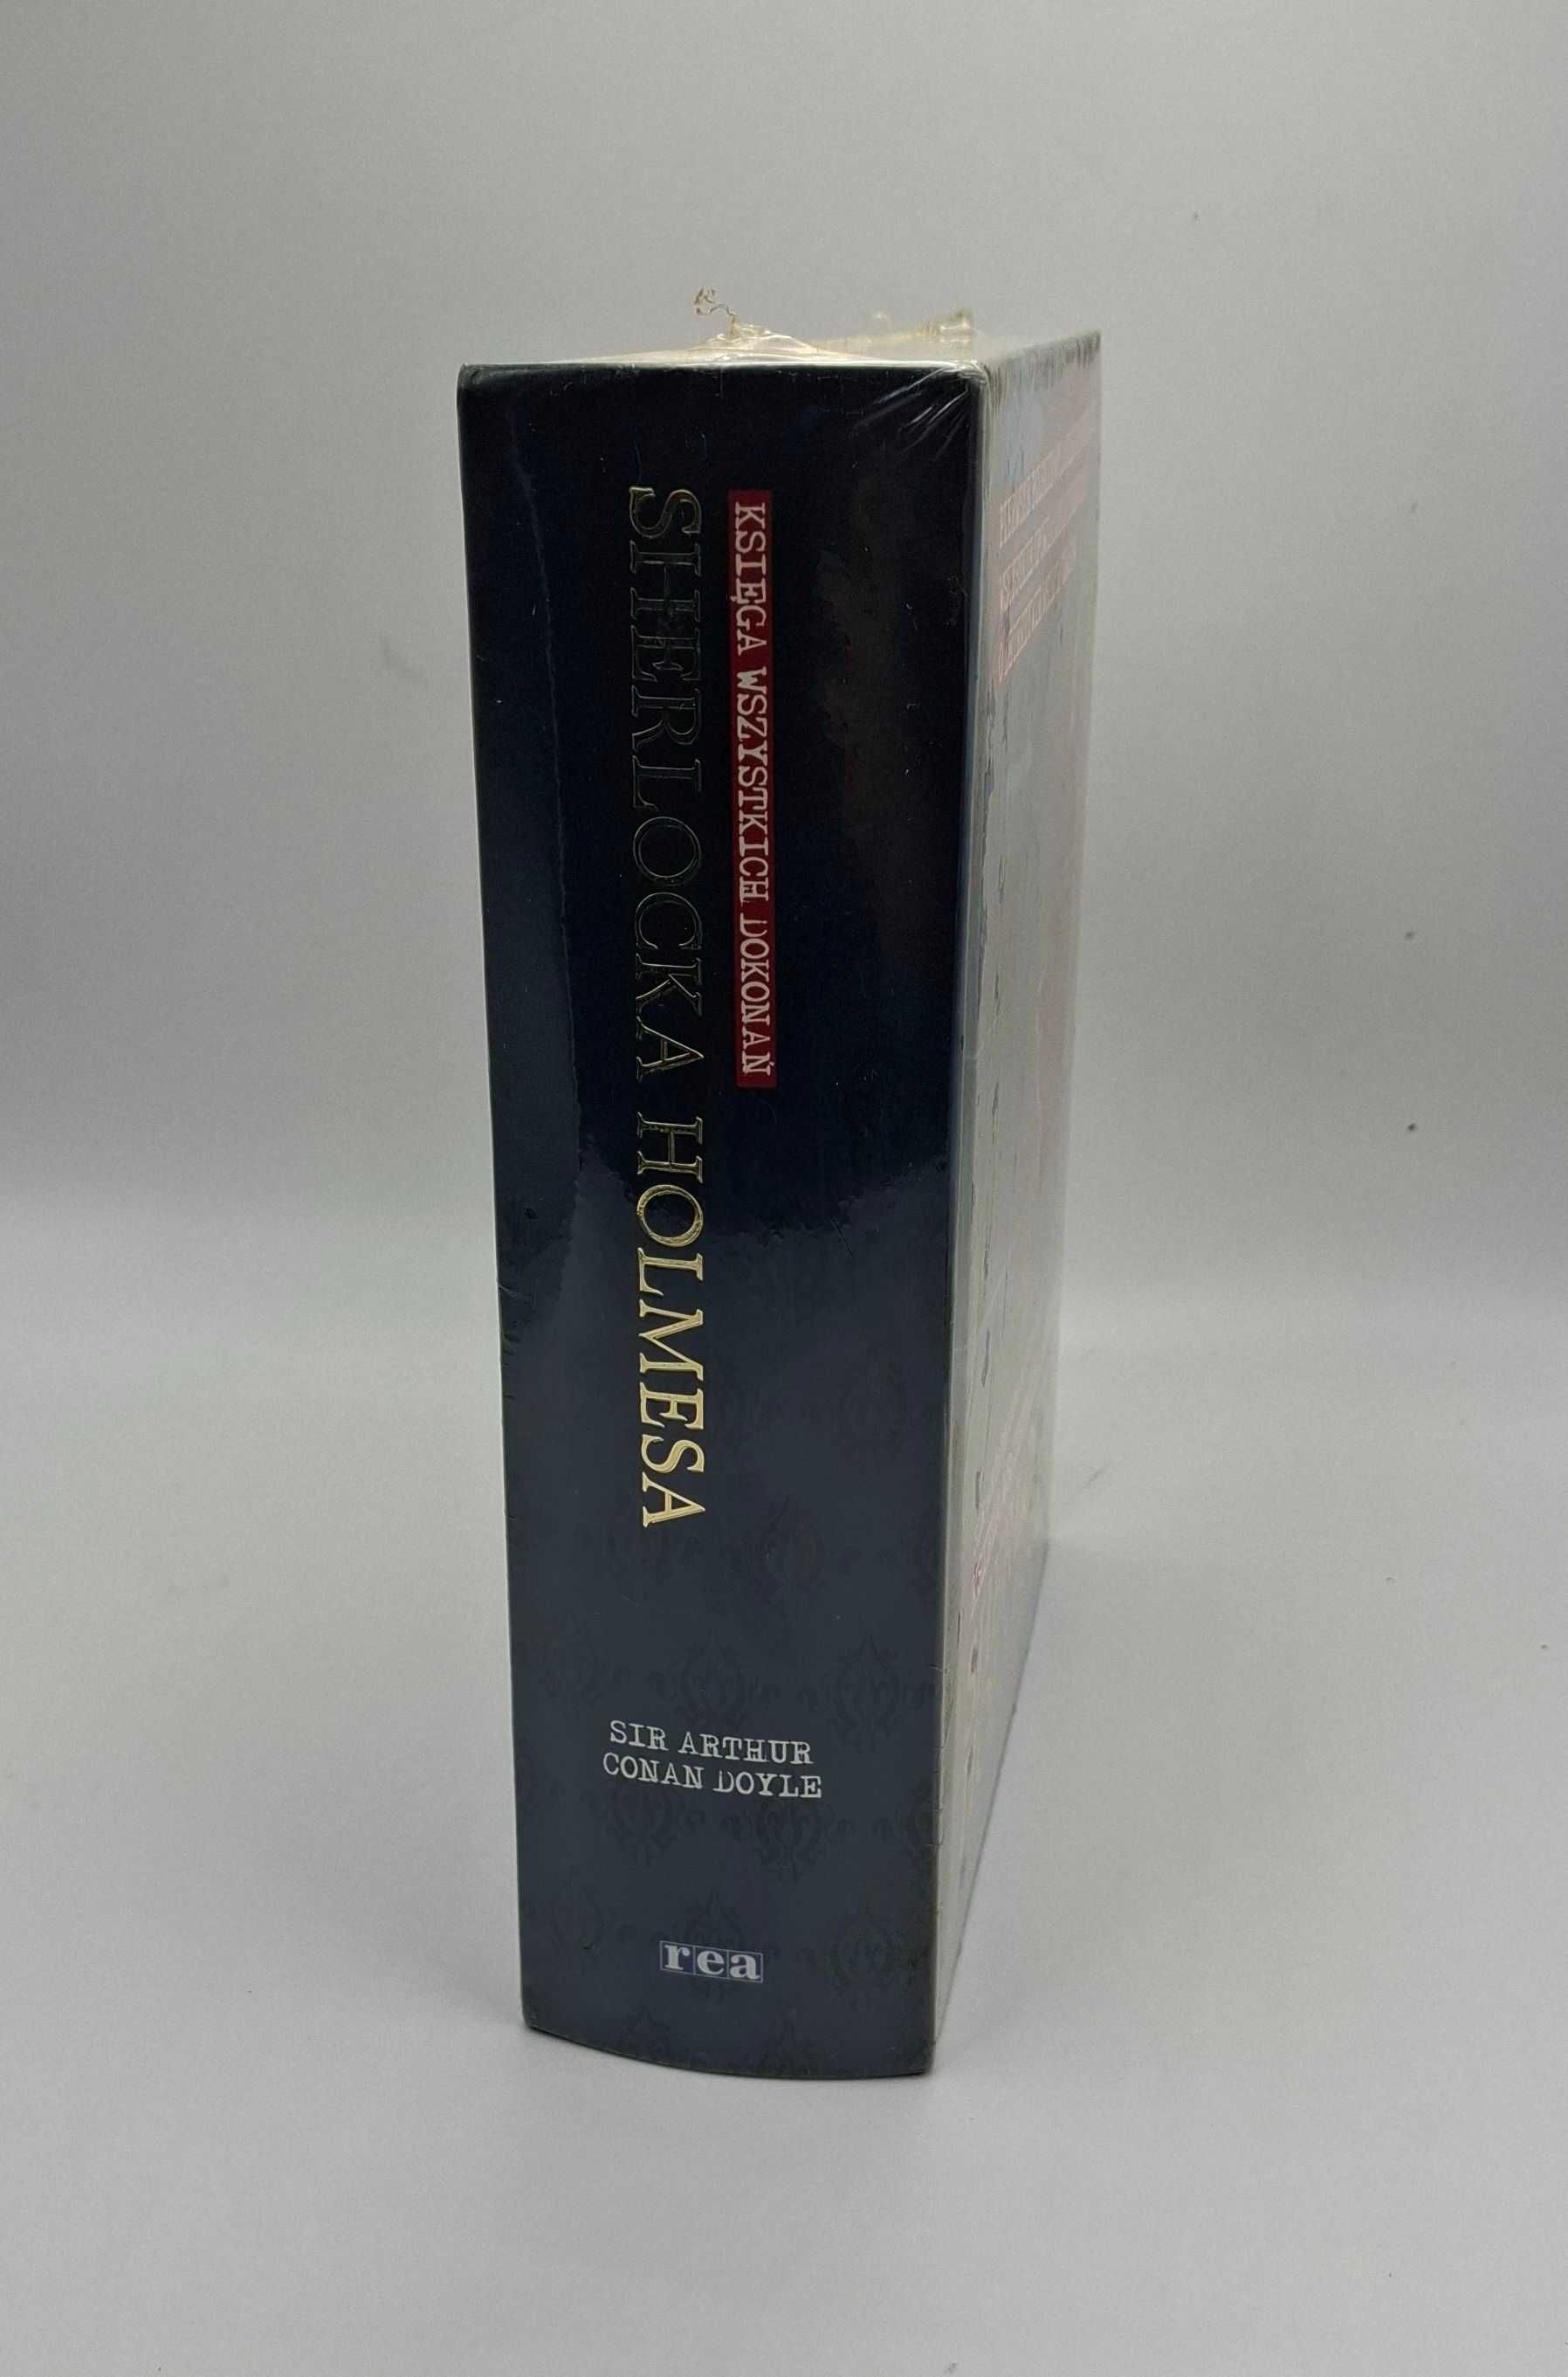 KSIĘGA WSZYSTKICH DOKONAŃ
SHERLOCKA HOLMESA
SIR ARTHUR
CONAN DOYLE
rea